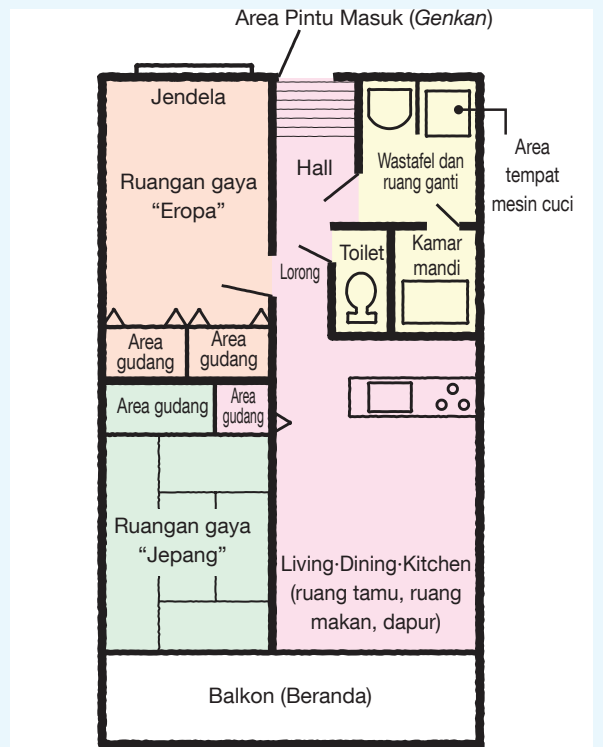 Area Pintu Masuk (Genkan)
Jendela
Ruangan gaya
“Eropa”
Hall
Wastafel dan
ruang ganti
Area
tempat
mesin cuci
Lorong
Toilet
Kamar
mandi
Area
gudang
Area
gudang
Area gudang
Area
gudang
Ruangan gaya
“Jepang”
Living·Dining·Kitchen
(ruang tamu, ruang
makan, dapur)
Balkon (Beranda)